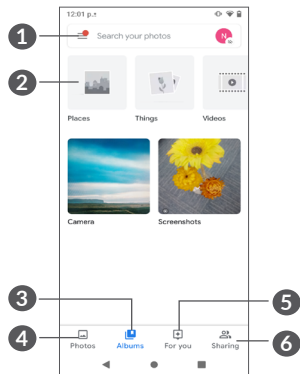 12:01 p.m
1
Search your photos
N
2
Places Things Videos
Camera Screenshots
3
5
4
Photos Albums For you Sharing
6